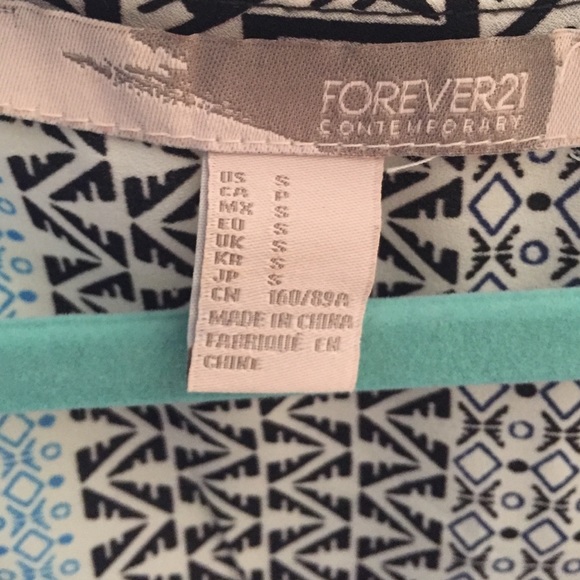 FOREVER21
CONTEMPORARY
US S
CA P
MX S
EU S
UK S
KR S
JP S
CN 160/89A
MADE IN CHINA
FABRIQUÉ EN
CHINE